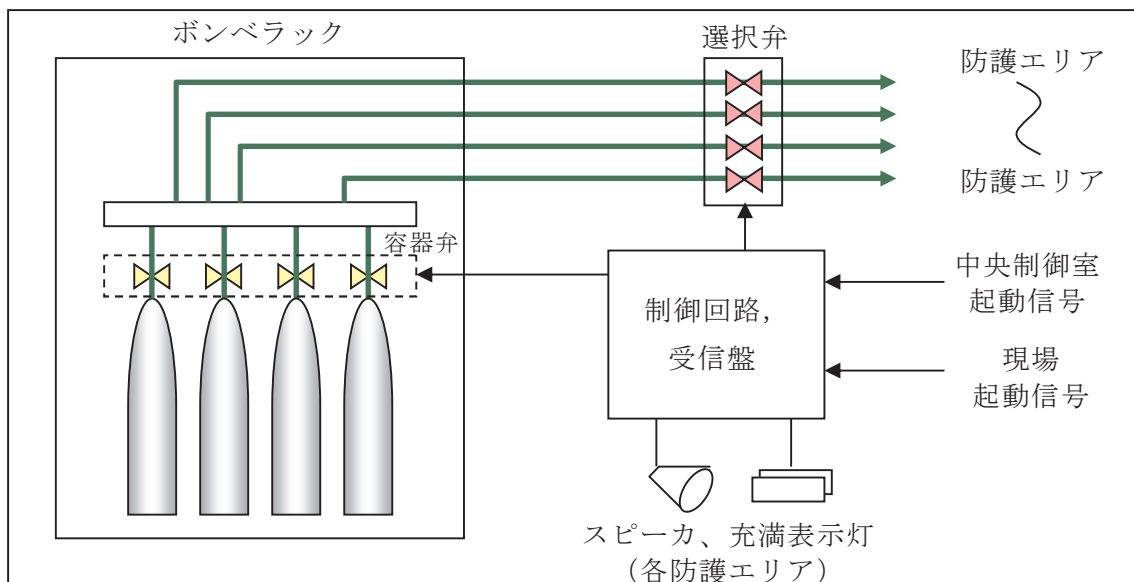 ボンベラック
選択弁
防護エリア
防護エリア
容器弁
制御回路,
受信盤
中央制御室
起動信号
現場
起動信号
スピーカ、充満表示灯
(各防護エリア)